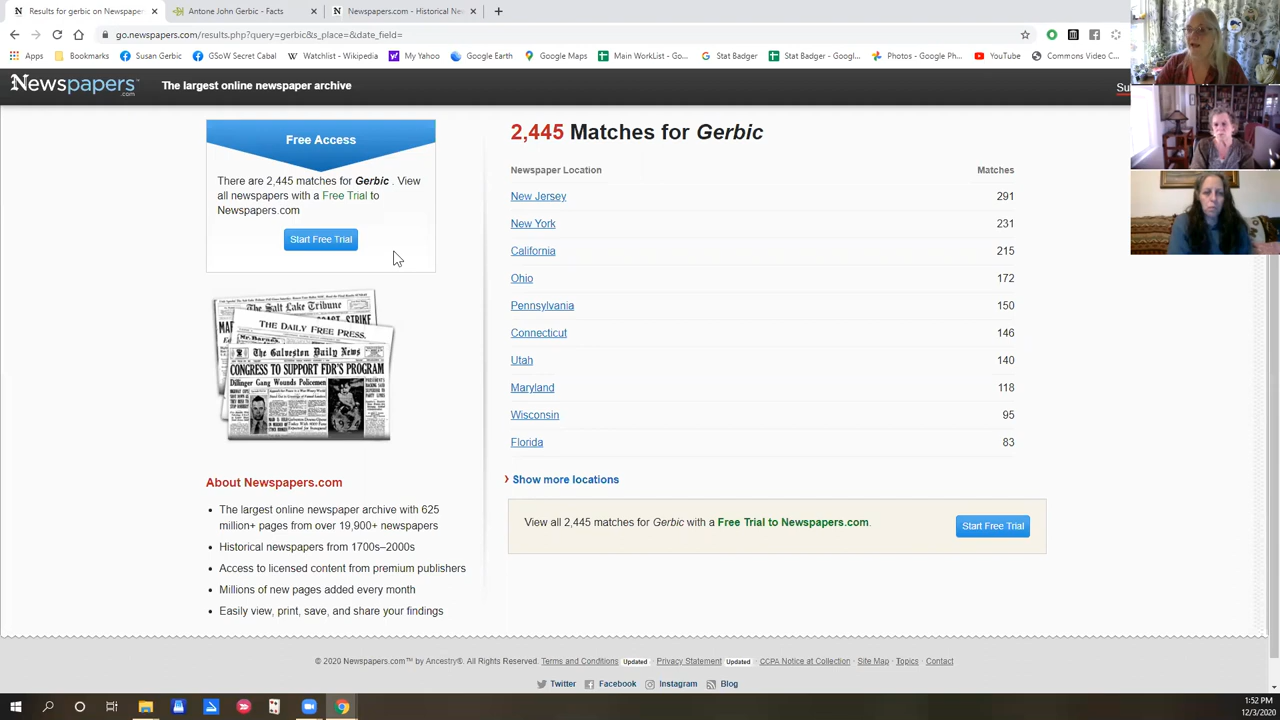 Results for gerbic on Newspape
Antone John Gerbic - Facts
Newspapers.com - Historical Ne
go.newspapers.com/results.php?query=gerbic&s_place=&date_field=
Apps
Bookmarks
Susan Gerbic
GSoW Secret Cabal
Watchlist - Wikipedia
My Yahoo
Google Earth
Google Maps
Main WorkList - Go...
Stat Badger
Stat Badger - Googl...
Photos - Google Ph...
YouTube
Commons Video C...
Newspapers
.com
The largest online newspaper archive
Su
Free Access
There are 2,445 matches for Gerbic . View
all newspapers with a Free Trial to
Newspapers.com
Start Free Trial
2,445 Matches for Gerbic
Newspaper Location Matches
New Jersey 291
New York 231
California 215
Ohio 172
Pennsylvania 150
Connecticut 146
Utah 140
Maryland 118
Wisconsin 95
Florida 83
Show more locations
View all 2,445 matches for Gerbic with a Free Trial to Newspapers.com.
Start Free Trial
The Salt Lake Tribune
STRIKE
THE DAILY FREE PRESS.
The Galveston Daily News
CONGRESS TO SUPPORT FDR'S PROGRAM
Dillinger Gang Wounds Policemen
About Newspapers.com
The largest online newspaper archive with 625
million+ pages from over 19,900+ newspapers
Historical newspapers from 1700s–2000s
Access to licensed content from premium publishers
Millions of new pages added every month
Easily view, print, save, and share your findings
© 2020 Newspapers.com™ by Ancestry®. All Rights Reserved. Terms and Conditions Updated Privacy Statement Updated CCPA Notice at Collection Site Map Topics Contact
Twitter Facebook Instagram Blog
1:52 PM
12/3/2020